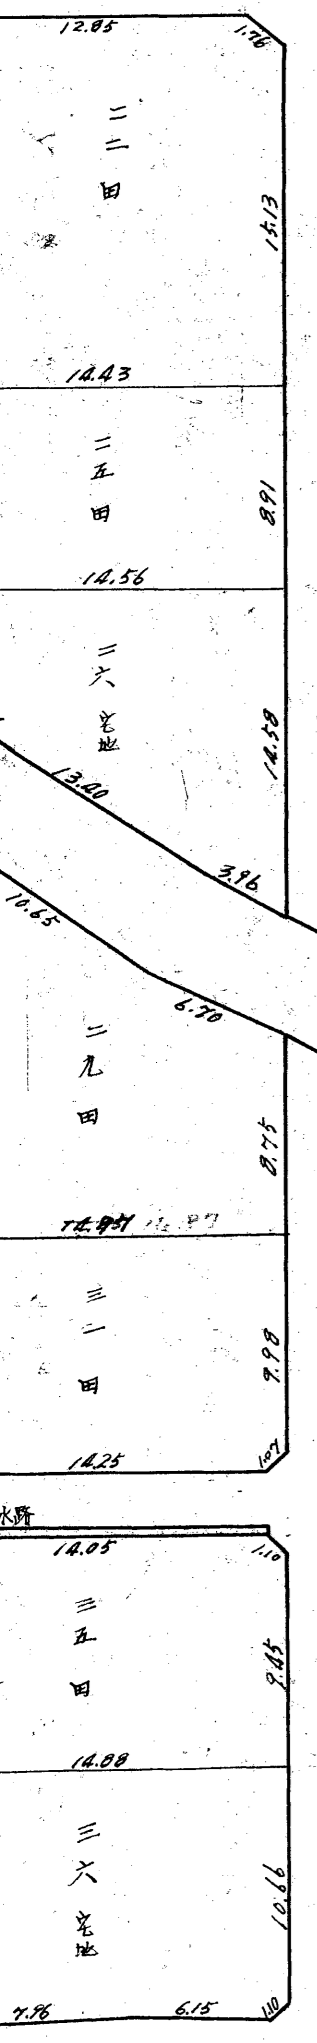 12.85
1.76
二二
田
15.13
14.43
二五
田
8.91
14.56
二六
宅地
14.58
13.40
3.96
10.65
6.70
二九
田
8.75
三一
田
9.98
14.25
1.07
水路
14.05
1.10
三五
田
9.45
14.88
三六
宅地
10.66
7.96
6.15
1.10